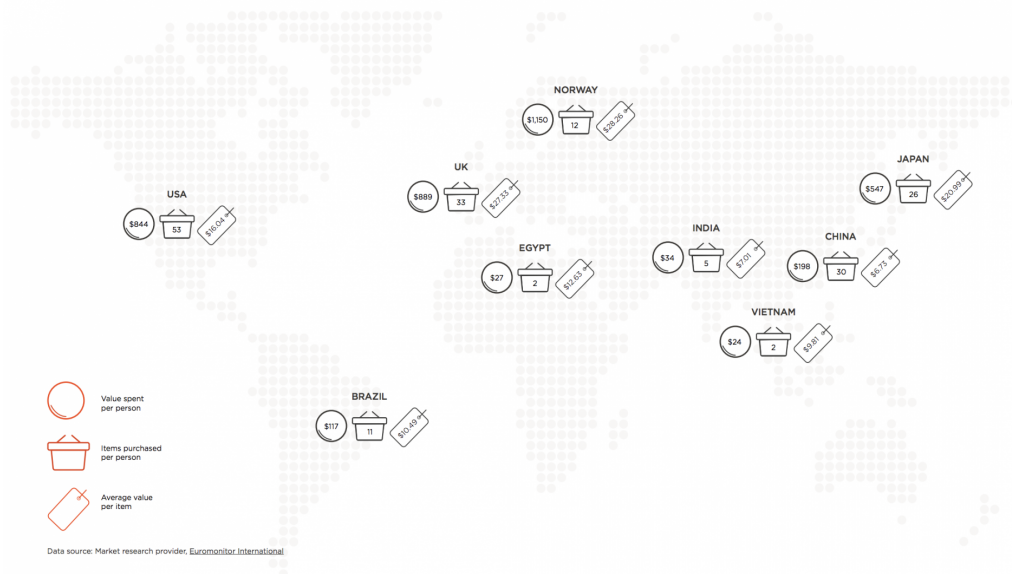 NORWAY
$1,150
12
$28.26
JAPAN
$547
26
$20.99
UK
$889
33
$27.33
USA
$844
53
$16.04
INDIA
$34
5
$7.01
CHINA
$198
30
$6.73
EGYPT
$27
2
$12.63
VIETNAM
$24
2
$9.81
BRAZIL
$117
11
$10.49
Value spent
per person
Items purchased
per person
Average value
per item
Data source: Market research provider, Euromonitor International